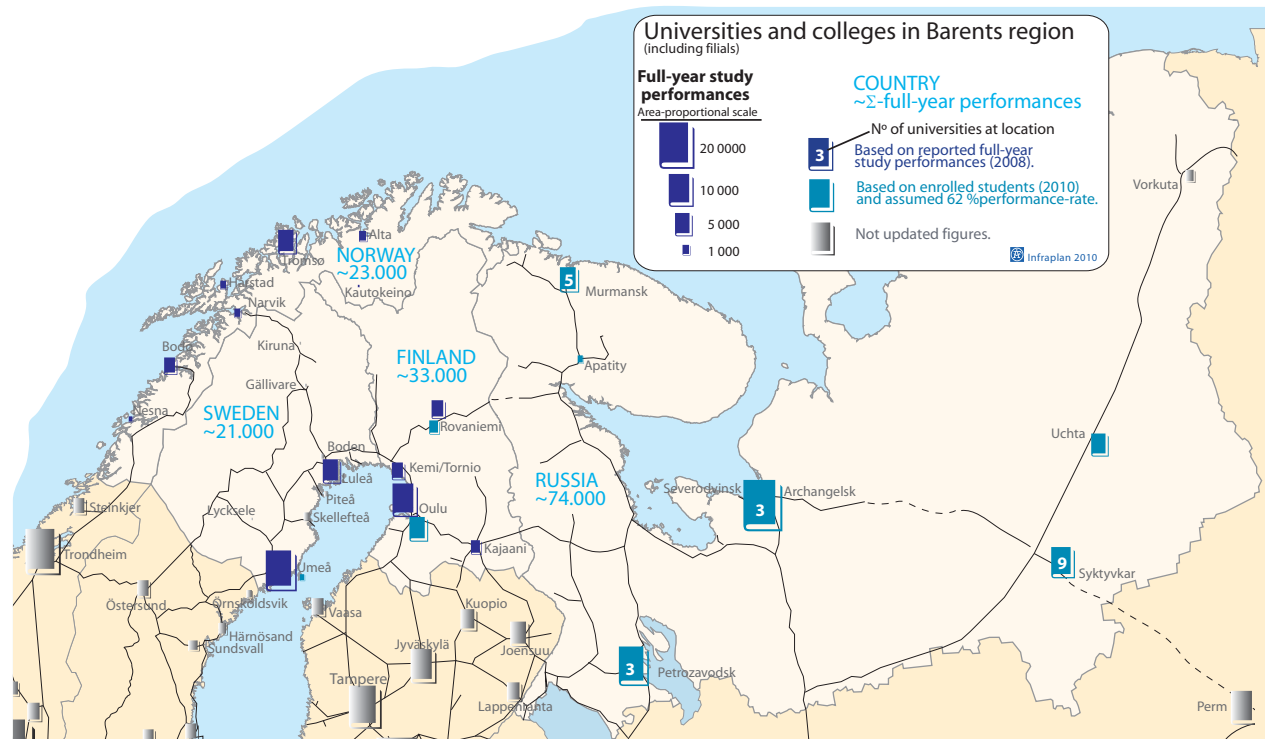 Universities and colleges in Barents region
(including filials)
Full-year study
performances
Area-proportional scale
20 0000
10 000
5 000
1 000
COUNTRY
~Σ-full-year performances
Nº of universities at location
3
Based on reported full-year
study performances (2008).
Based on enrolled students (2010)
and assumed 62 %performance-rate.
Not updated figures.
Infraplan 2010
Vorkuta
Alta
Tromsø
NORWAY
~23.000
Kautokeino
Harstad
Narvik
5
Murmansk
Bodø
Kiruna
FINLAND
~33.000
Apatity
Gällivare
Nesna
SWEDEN
~21.000
Rovaniemi
Uchta
Boden
Luleå
Kemi/Tornio
RUSSIA
~74.000
Severodvinsk
3
Archangelsk
Piteå
Steinkjer
Lycksele
Skellefteå
Oulu
Trondheim
Kajaani
Umeå
9
Syktyvkar
Östersund
Örnsköldsvik
Vaasa
Kuopio
Härnösand
Sundsvall
Jyväskylä
Joensuu
3
Petrozavodsk
Tampere
Lappenranta
Perm